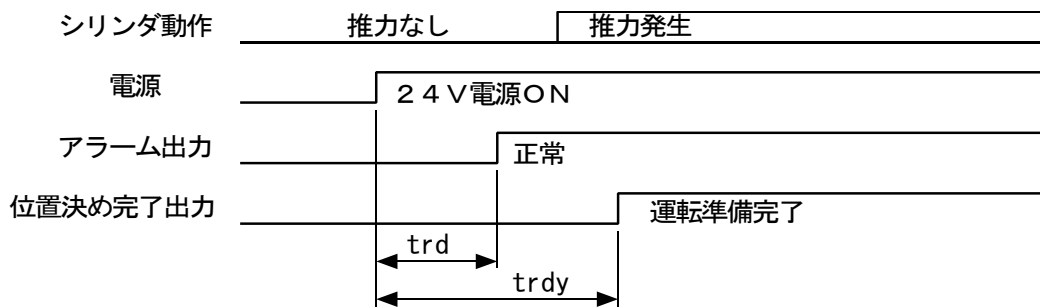 シリンダ動作 推力なし 推力発生
電源 24V電源ON
アラーム出力 正常
位置決め完了出力 運転準備完了
trd
trdy